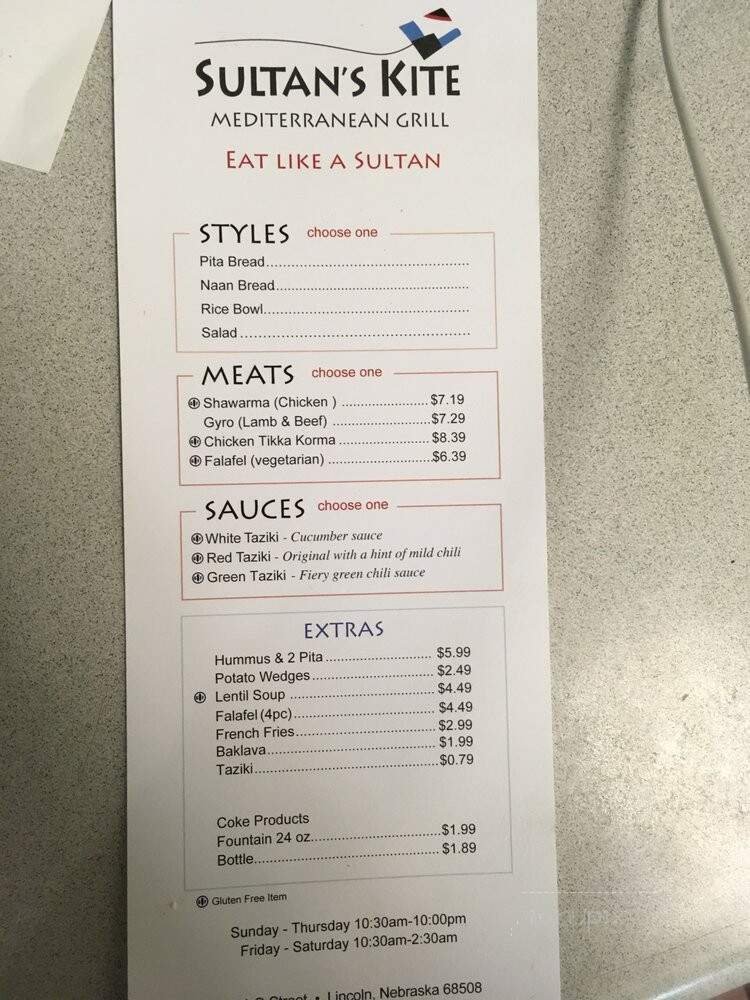 SULTAN'S KITE
MEDITERRANEAN GRILL
EAT LIKE A SULTAN
STYLES choose one
Pita Bread
Naan Bread
Rice Bowl
Salad
MEATS choose one
Shawarma (Chicken ) $7.19
Gyro (Lamb & Beef) $7.29
Chicken Tikka Korma $8.39
Falafel (vegetarian) $6.39
SAUCES choose one
White Taziki - Cucumber sauce
Red Taziki - Original with a hint of mild chili
Green Taziki - Fiery green chili sauce
EXTRAS
Hummus & 2 Pita $5.99
Potato Wedges $2.49
Lentil Soup $4.49
Falafel (4pc) $4.49
French Fries $2.99
Baklava $1.99
Taziki $0.79
Coke Products
Fountain 24 oz $1.99
Bottle $1.89
Gluten Free Item
Sunday - Thursday 10:30am-10:00pm
Friday - Saturday 10:30am-2:30am
Street • Lincoln, Nebraska 68508